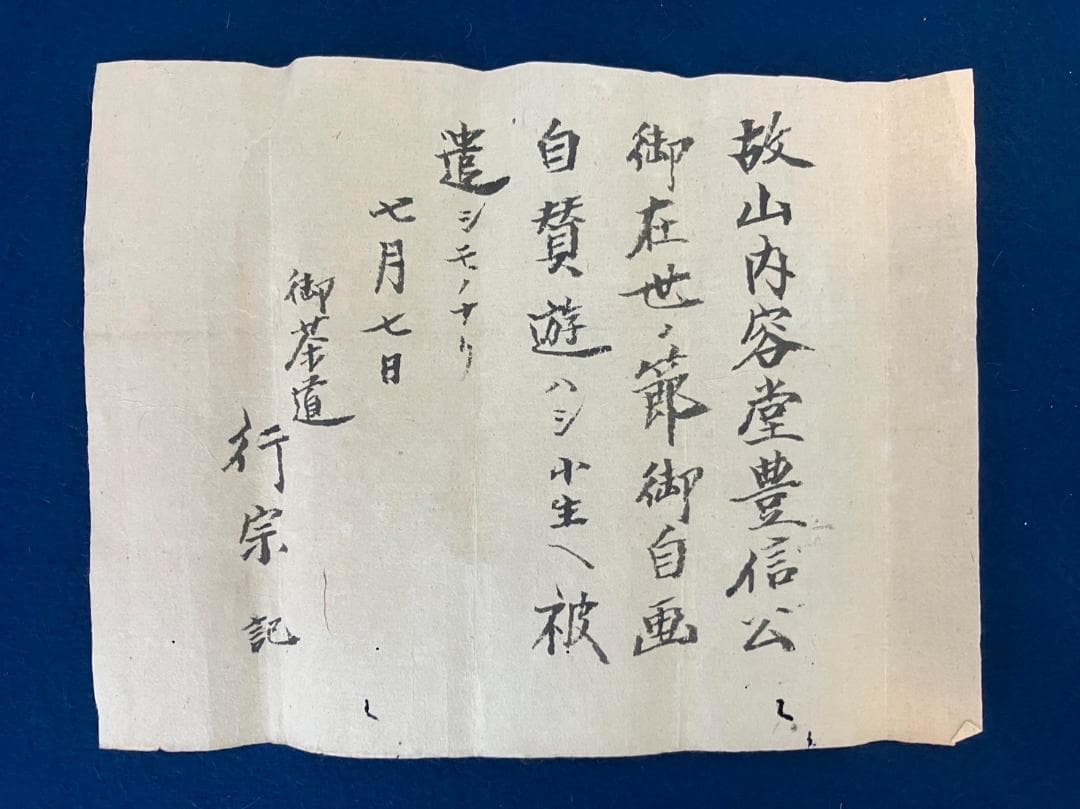 故山内容堂豊信公
御在世ノ節御自画
自賛遊ハシ小生ヘ被
遣シモノナリ
七月七日
御茶道
行宗記